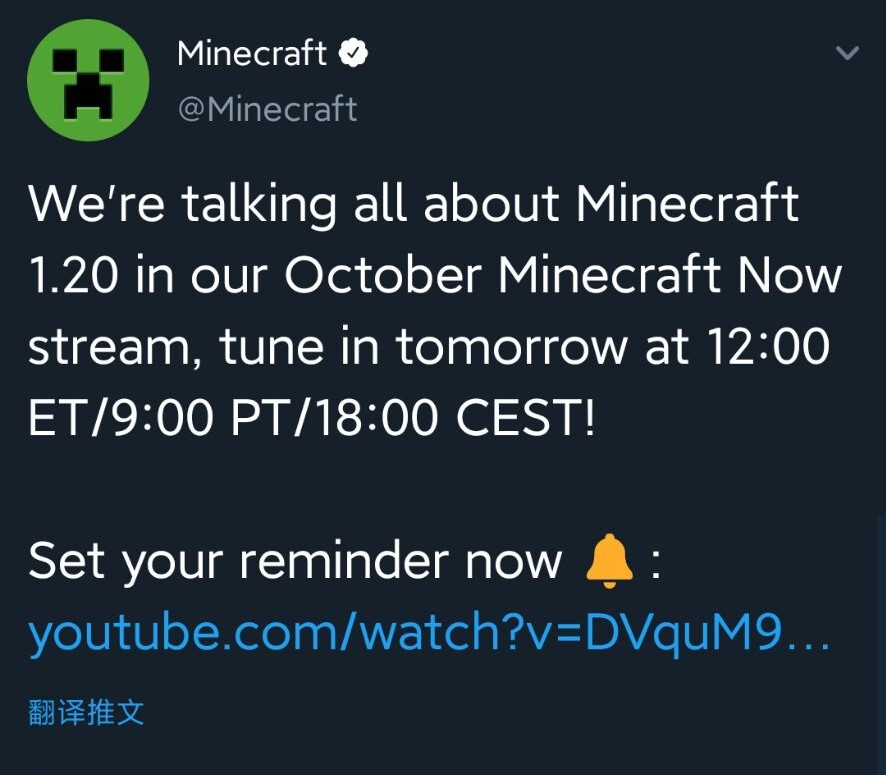 Minecraft
@Minecraft
We're talking all about Minecraft
1.20 in our October Minecraft Now
stream, tune in tomorrow at 12:00
ET/9:00 PT/18:00 CEST!
Set your reminder now 🔔 :
youtube.com/watch?v=DVquM9...
翻译推文